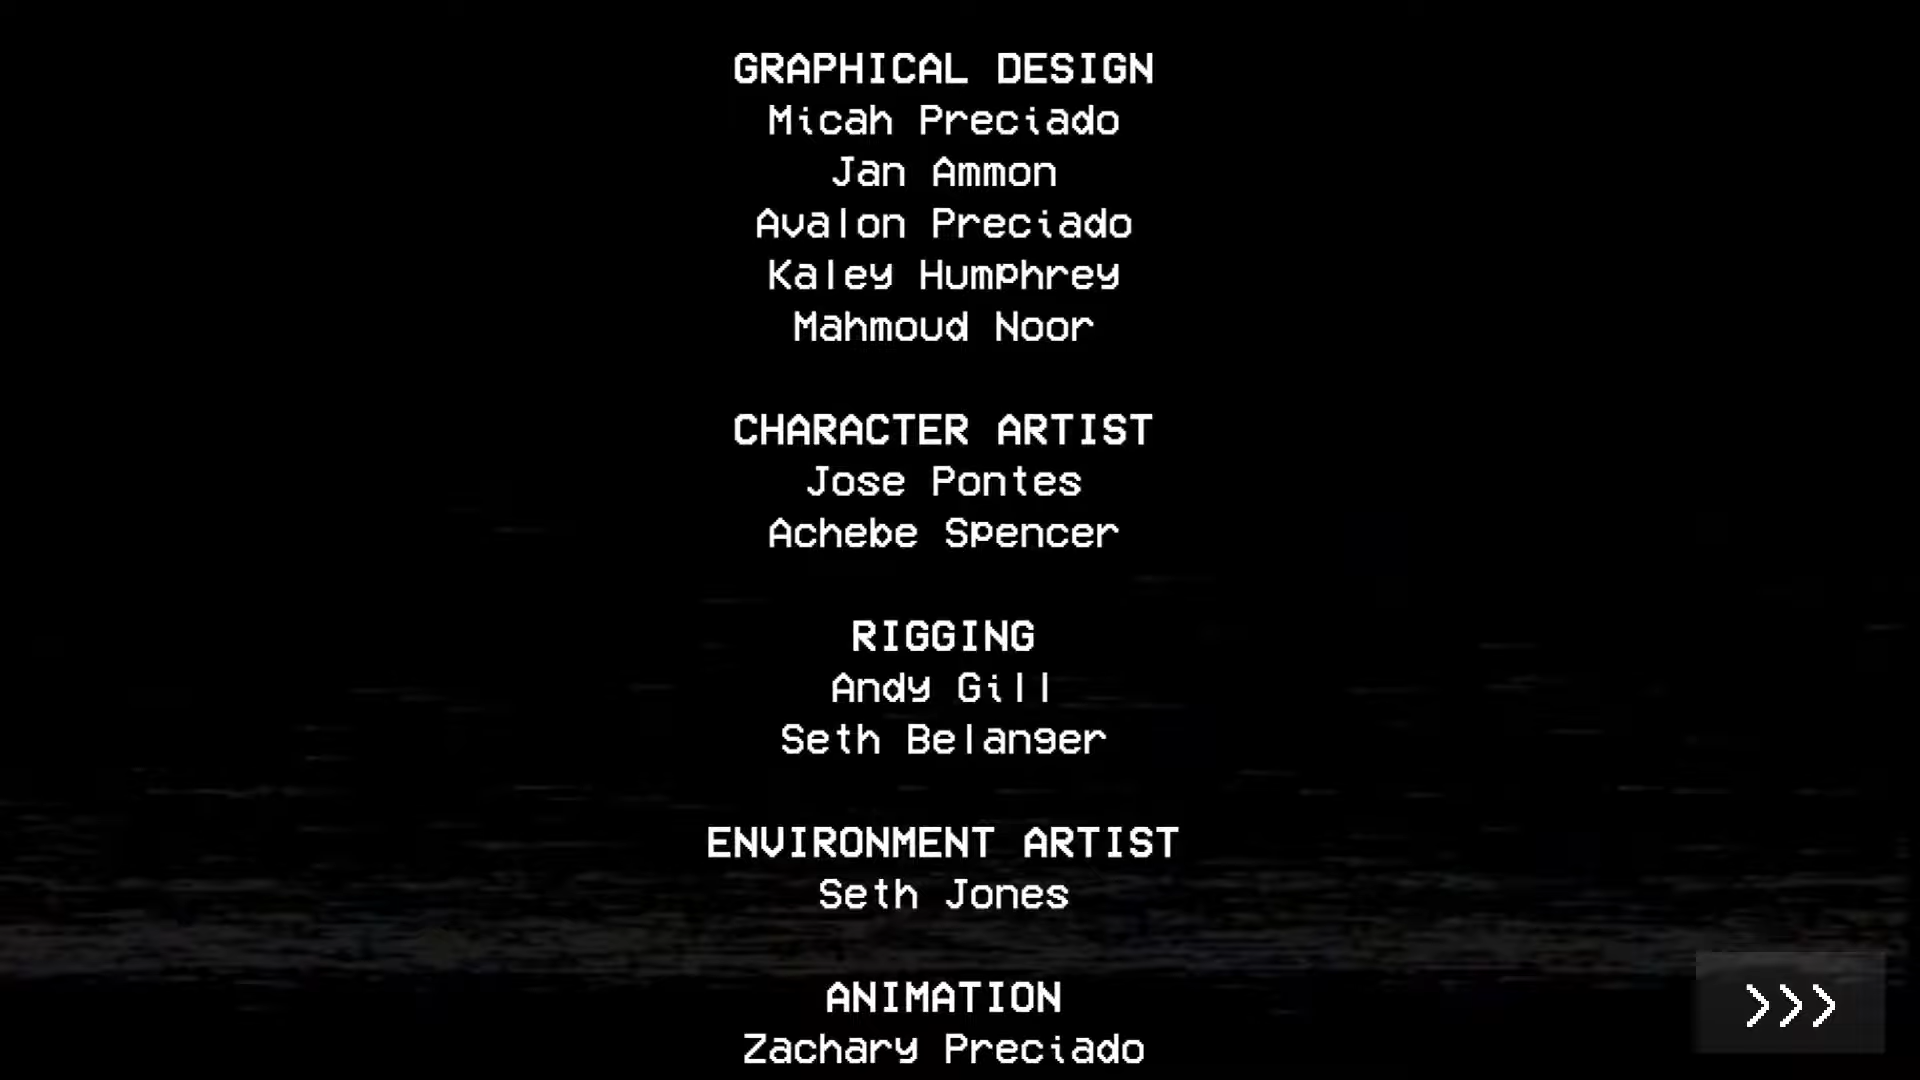 GRAPHICAL DESIGN
Micah Preciado
Jan Ammon
Avalon Preciado
Kaley Humphrey
Mahmoud Noor
CHARACTER ARTIST
Jose Pontes
Achebe Spencer
RIGGING
Andy Gill
Seth Belanger
ENVIRONMENT ARTIST
Seth Jones
ANIMATION
Zachary Preciado
>>>